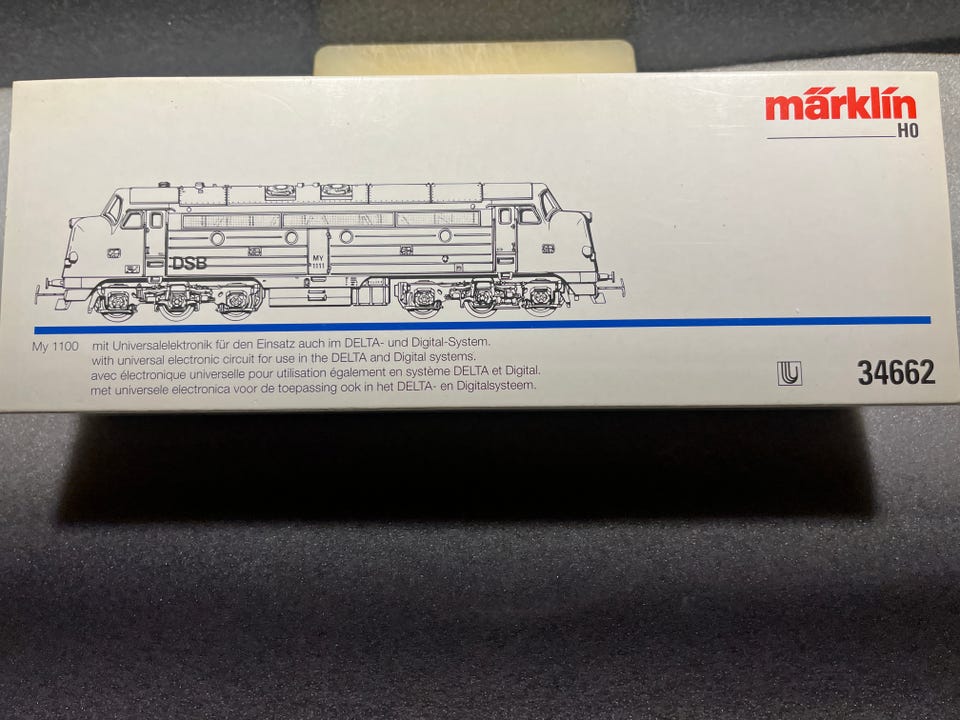 märklin
H0
DSB
MY
1111
My 1100 mit Universalelektronik für den Einsatz auch im DELTA- und Digital-System.
with universal electronic circuit for use in the DELTA and Digital systems.
avec électronique universelle pour utilisation également en système DELTA et Digital.
met universele electronica voor de toepassing ook in het DELTA- en Digitalsysteem.
U
34662